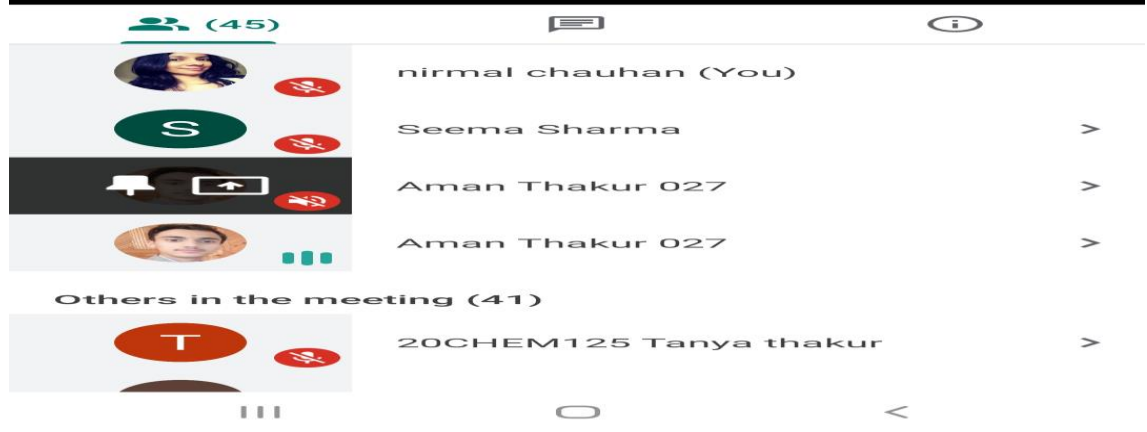 (45)
nirmal chauhan (You)
S
Seema Sharma
Aman Thakur 027
Aman Thakur 027
Others in the meeting (41)
T
20CHEM125 Tanya thakur